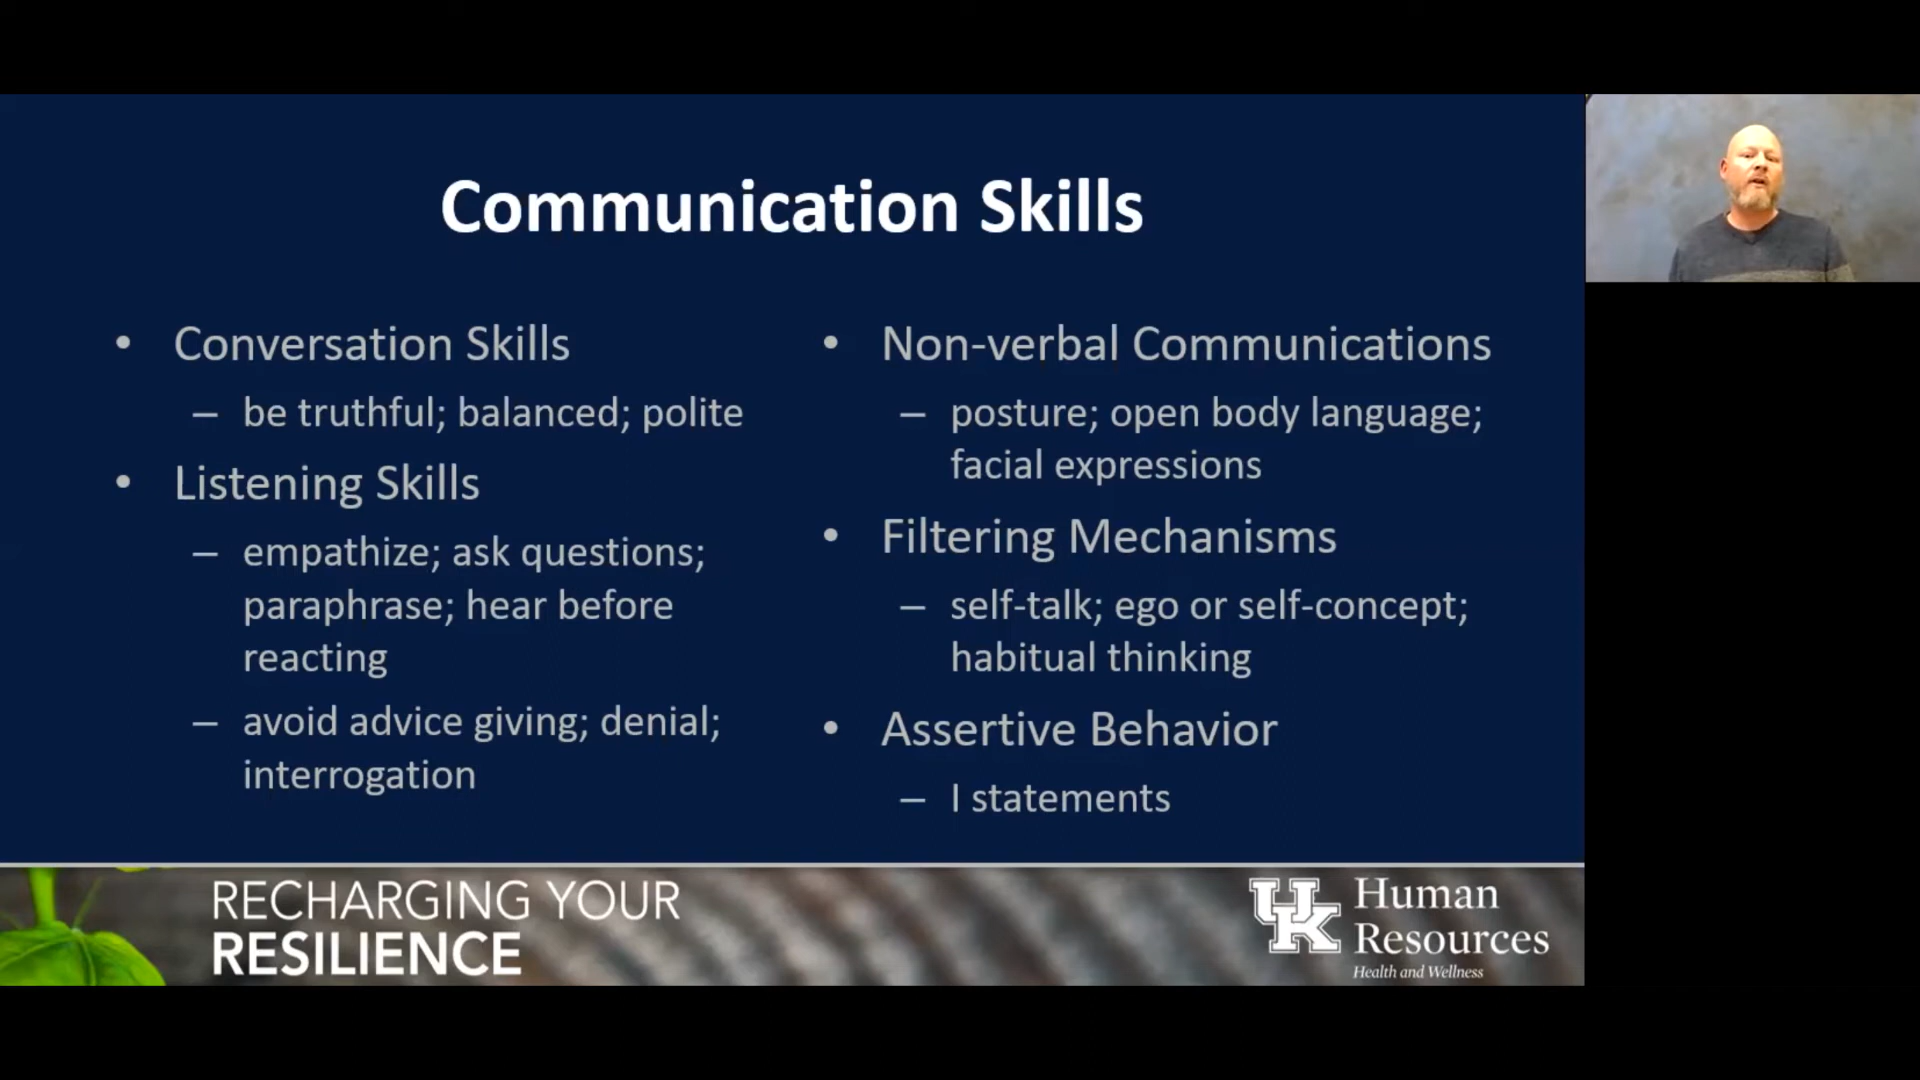 Communication Skills
• Conversation Skills
– be truthful; balanced; polite
• Listening Skills
– empathize; ask questions;
paraphrase; hear before
reacting
– avoid advice giving; denial;
interrogation
• Non-verbal Communications
– posture; open body language;
facial expressions
• Filtering Mechanisms
– self-talk; ego or self-concept;
habitual thinking
• Assertive Behavior
– I statements
RECHARGING YOUR
RESILIENCE
UK
Human
Resources
Health and Wellness